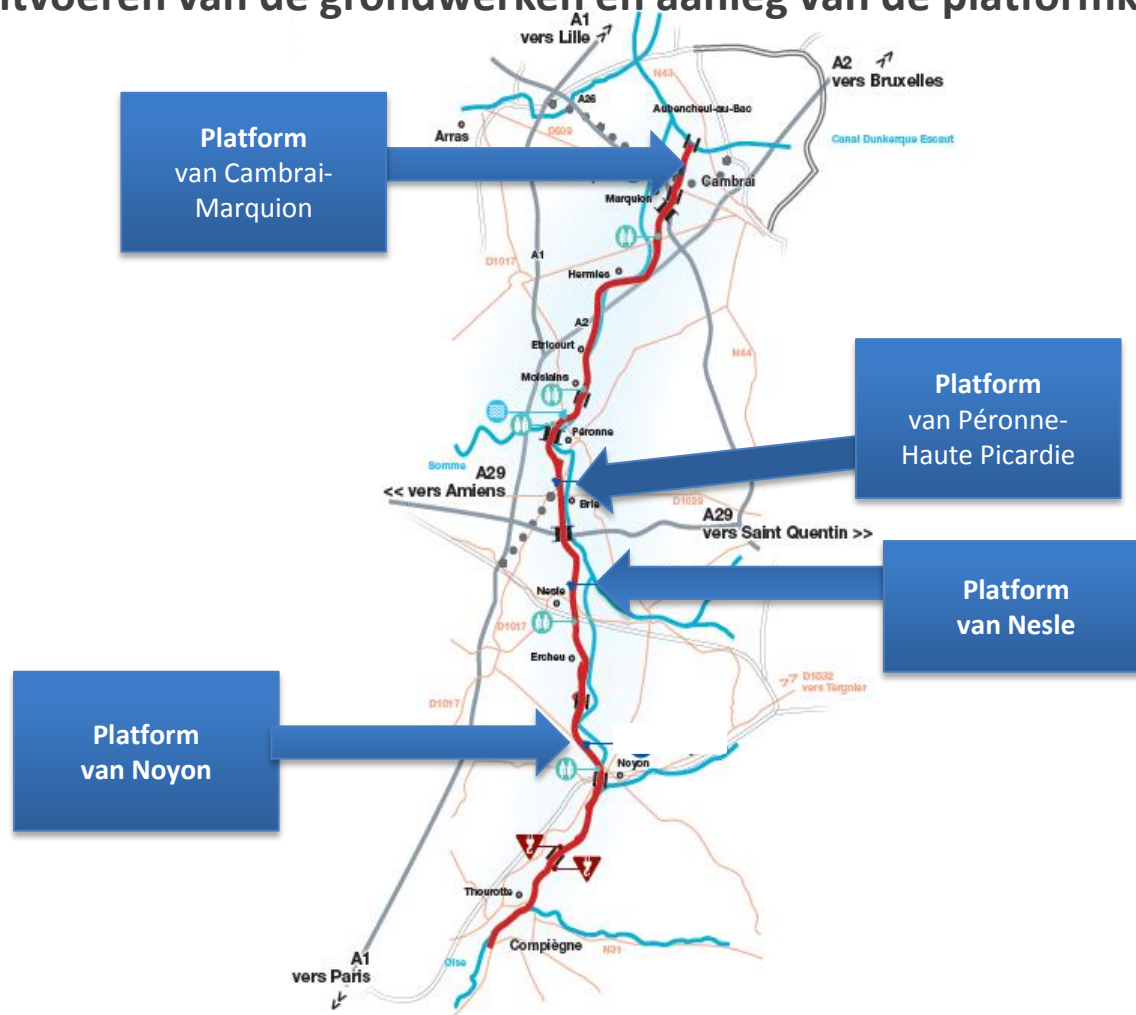 itvoeren van de grondwerken en aanleg van de platformk
A1
vers Lille
A2
vers Bruxelles
N43
A26
Aubencheul-au-Bac
Arras
D939
Canal Dunkerque Escaut
Platform
van Cambrai-
Marquion
Cambrai
Marquion
D1017
A1
Hermies
A2
Etricourt
N44
Moislains
Platform
van Péronne-
Haute Picardie
Péronne
Somme
A29
<< vers Amiens
Brie
D1029
A29
vers Saint Quentin >>
Platform
van Nesle
Nesle
D1017
Ercheu
D1032
vers Tergnier
D1017
Platform
van Noyon
Noyon
Thourotte
Compiègne
N31
Oise
A1
vers Paris